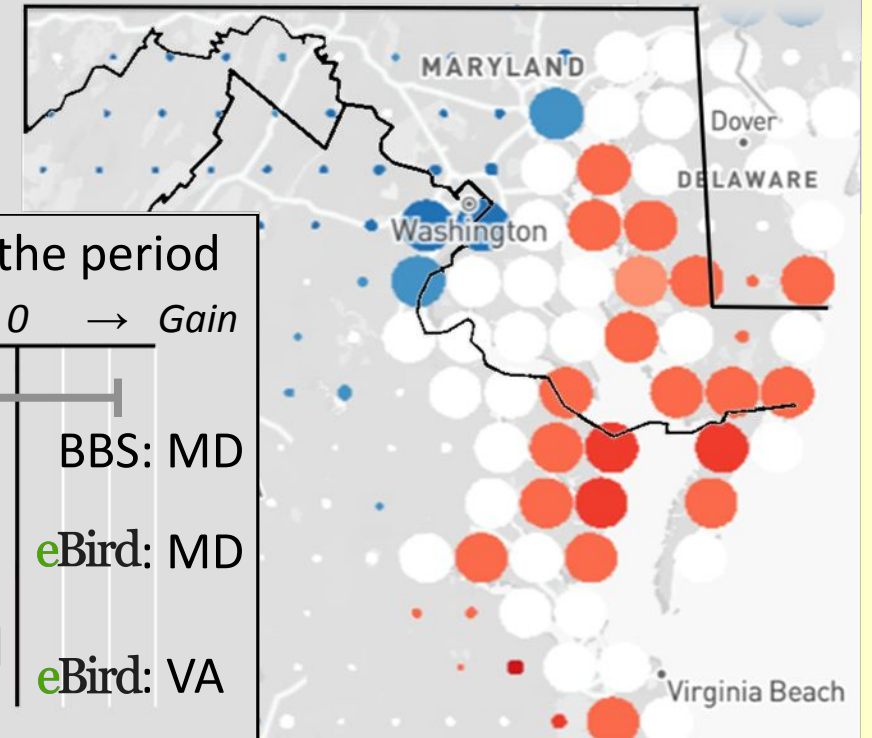 MARYLAND
Dover
DELAWARE
Washington
the period
0 → Gain
BBS: MD
eBird: MD
eBird: VA
Virginia Beach